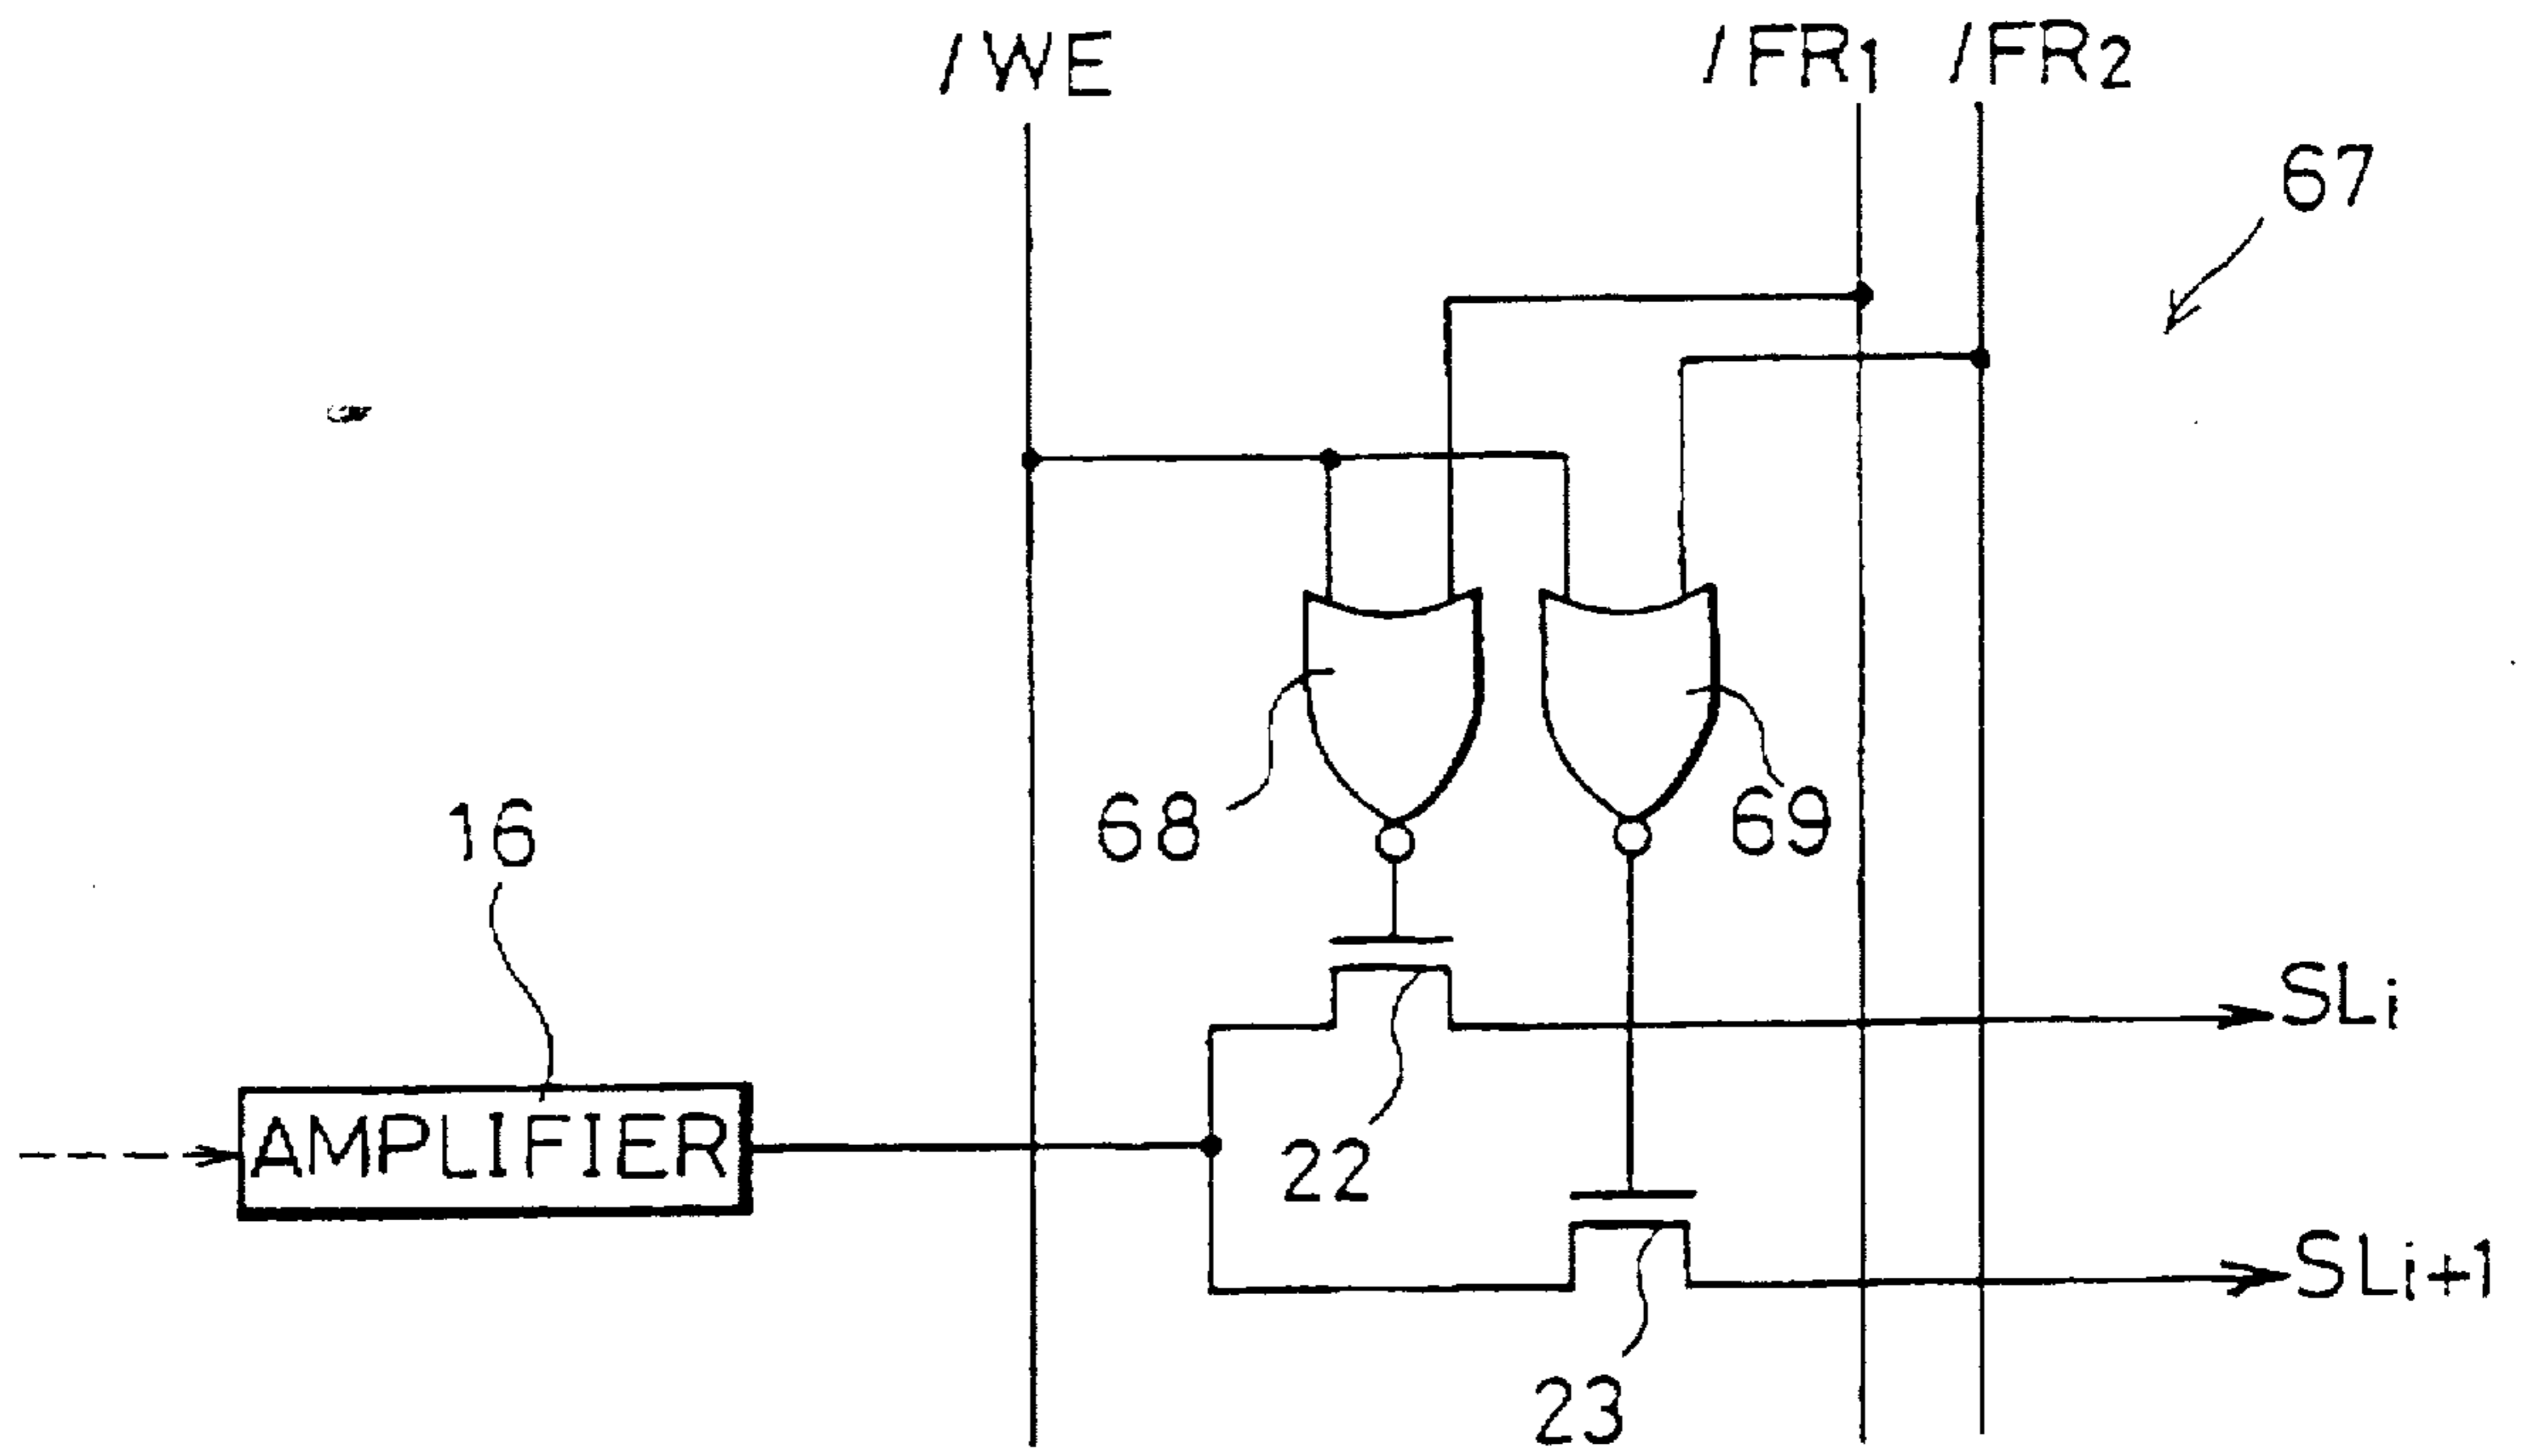 /WE
/FR1
/FR2
67
68
69
16
AMPLIFIER
22
SLi
23
SLi+1